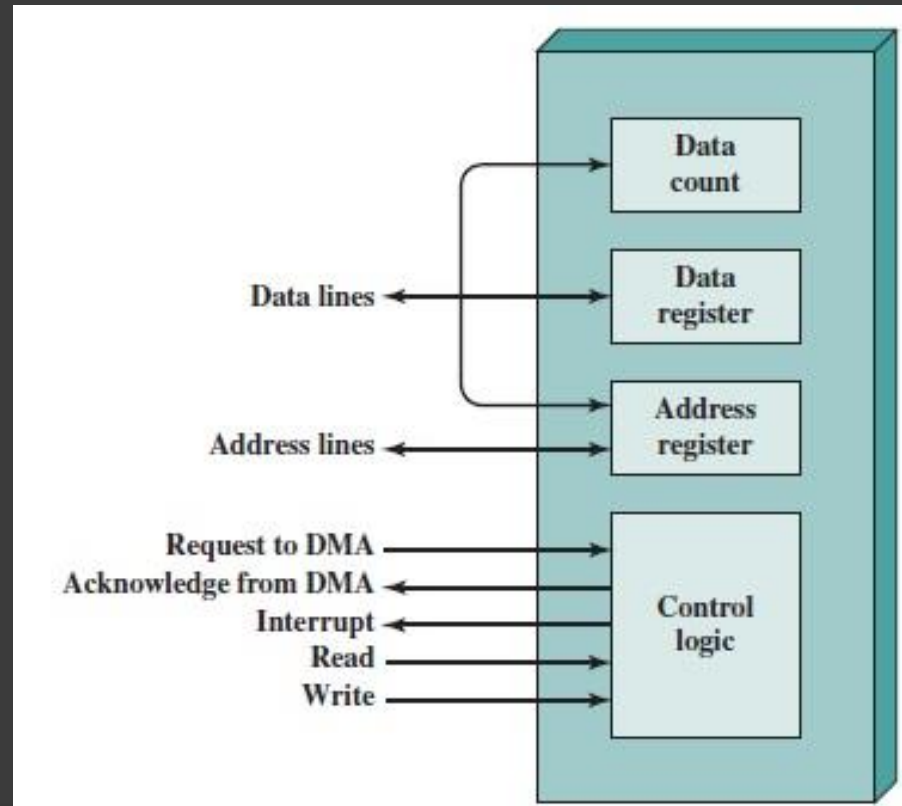 Data
count
Data lines
Data
register
Address lines
Address
register
Request to DMA
Acknowledge from DMA
Interrupt
Read
Write
Control
logic